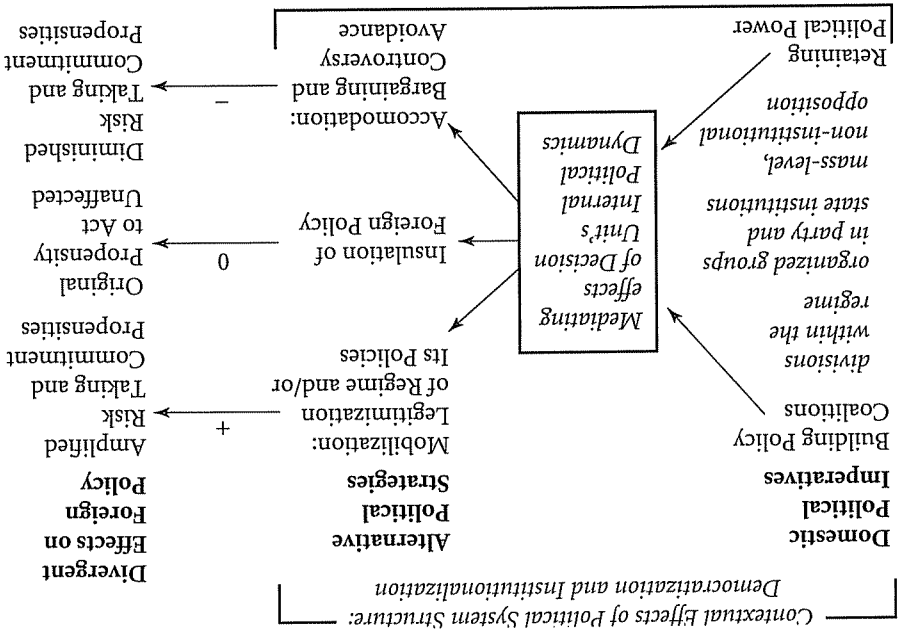 Contextual Effects of Political System Structure:
Democratization and Institutionalization
Domestic
Political
Imperatives
Building Policy
Coalitions
divisions
within the
regime
organized groups
in party and
state institutions
mass-level,
non-institutional
opposition
Retaining
Political Power
Mediating
effects
of Decision
Unit's
Internal
Political
Dynamics
Alternative
Political
Strategies
Mobilization:
Legitimization
of Regime and/or
Its Policies
Insulation of
Foreign Policy
Accomodation:
Bargaining and
Controversy
Avoidance
+
0
–
Divergent
Effects on
Foreign
Policy
Amplified
Risk
Taking and
Commitment
Propensities
Original
Propensity
to Act
Unaffected
Diminished
Risk
Taking and
Commitment
Propensities